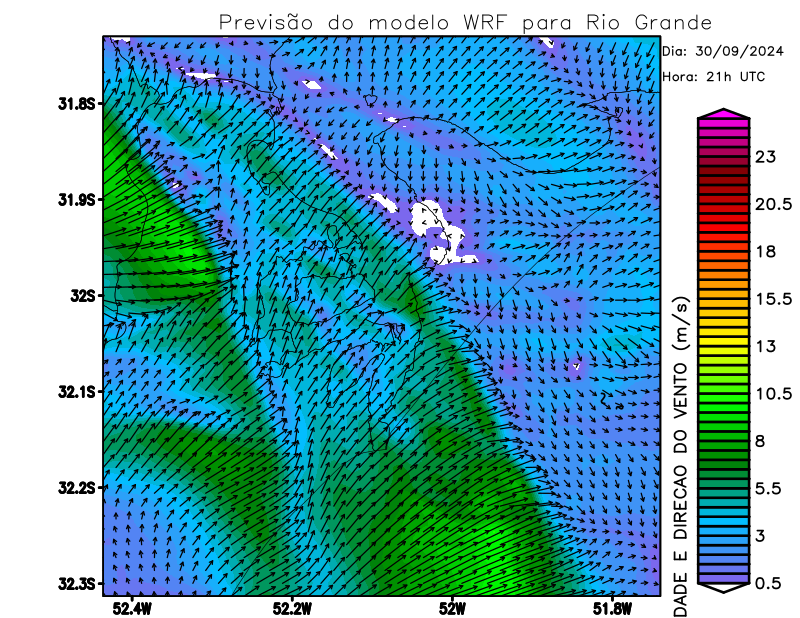 Previsão do modelo WRF para Rio Grande
Dia: 30/09/2024
Hora: 21h UTC
31.8S
31.9S
32S
32.1S
32.2S
32.3S
52.4W
52.2W
52W
51.8W
DADE E DIRECAO DO VENTO (m/s)
23
20.5
18
15.5
13
10.5
8
5.5
3
0.5